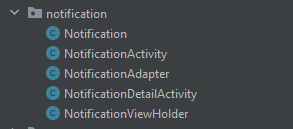 notification
Notification
NotificationActivity
NotificationAdapter
NotificationDetailActivity
NotificationViewHolder